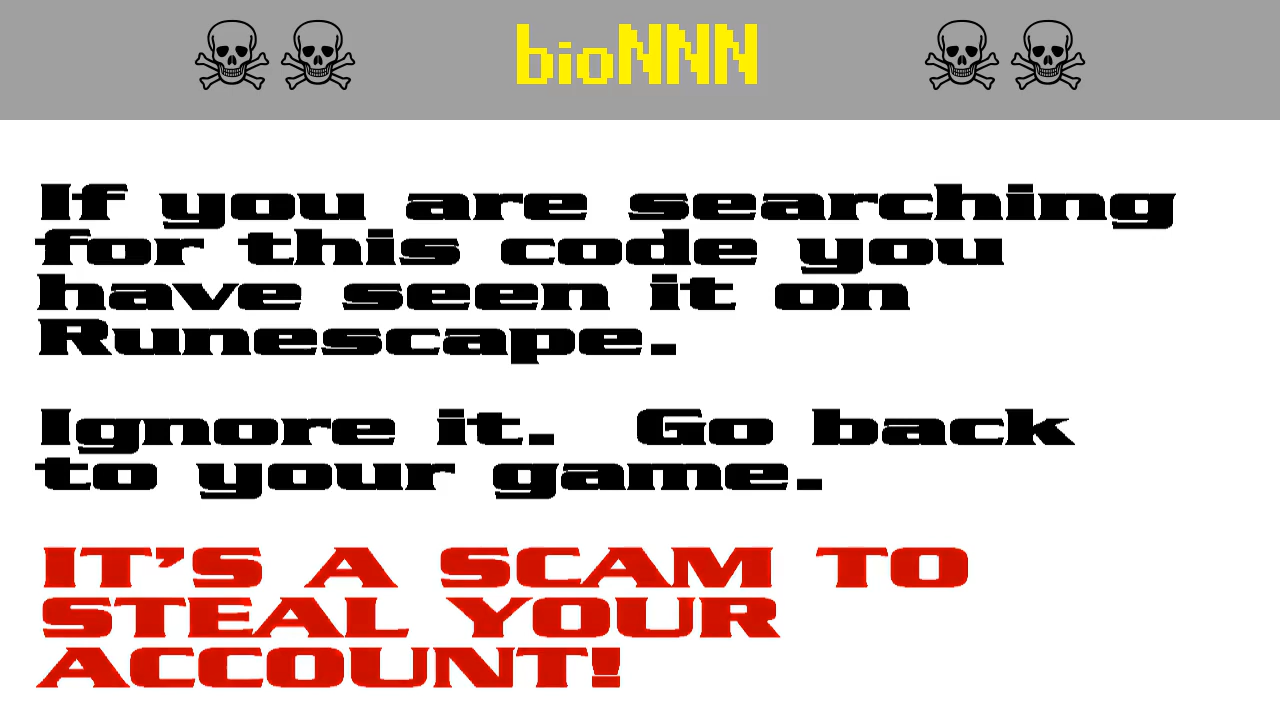 bioNNN
If you are searching
for this code you
have seen it on
Runescape.
Ignore it. Go back
to your game.
IT'S A SCAM TO
STEAL YOUR
ACCOUNT!